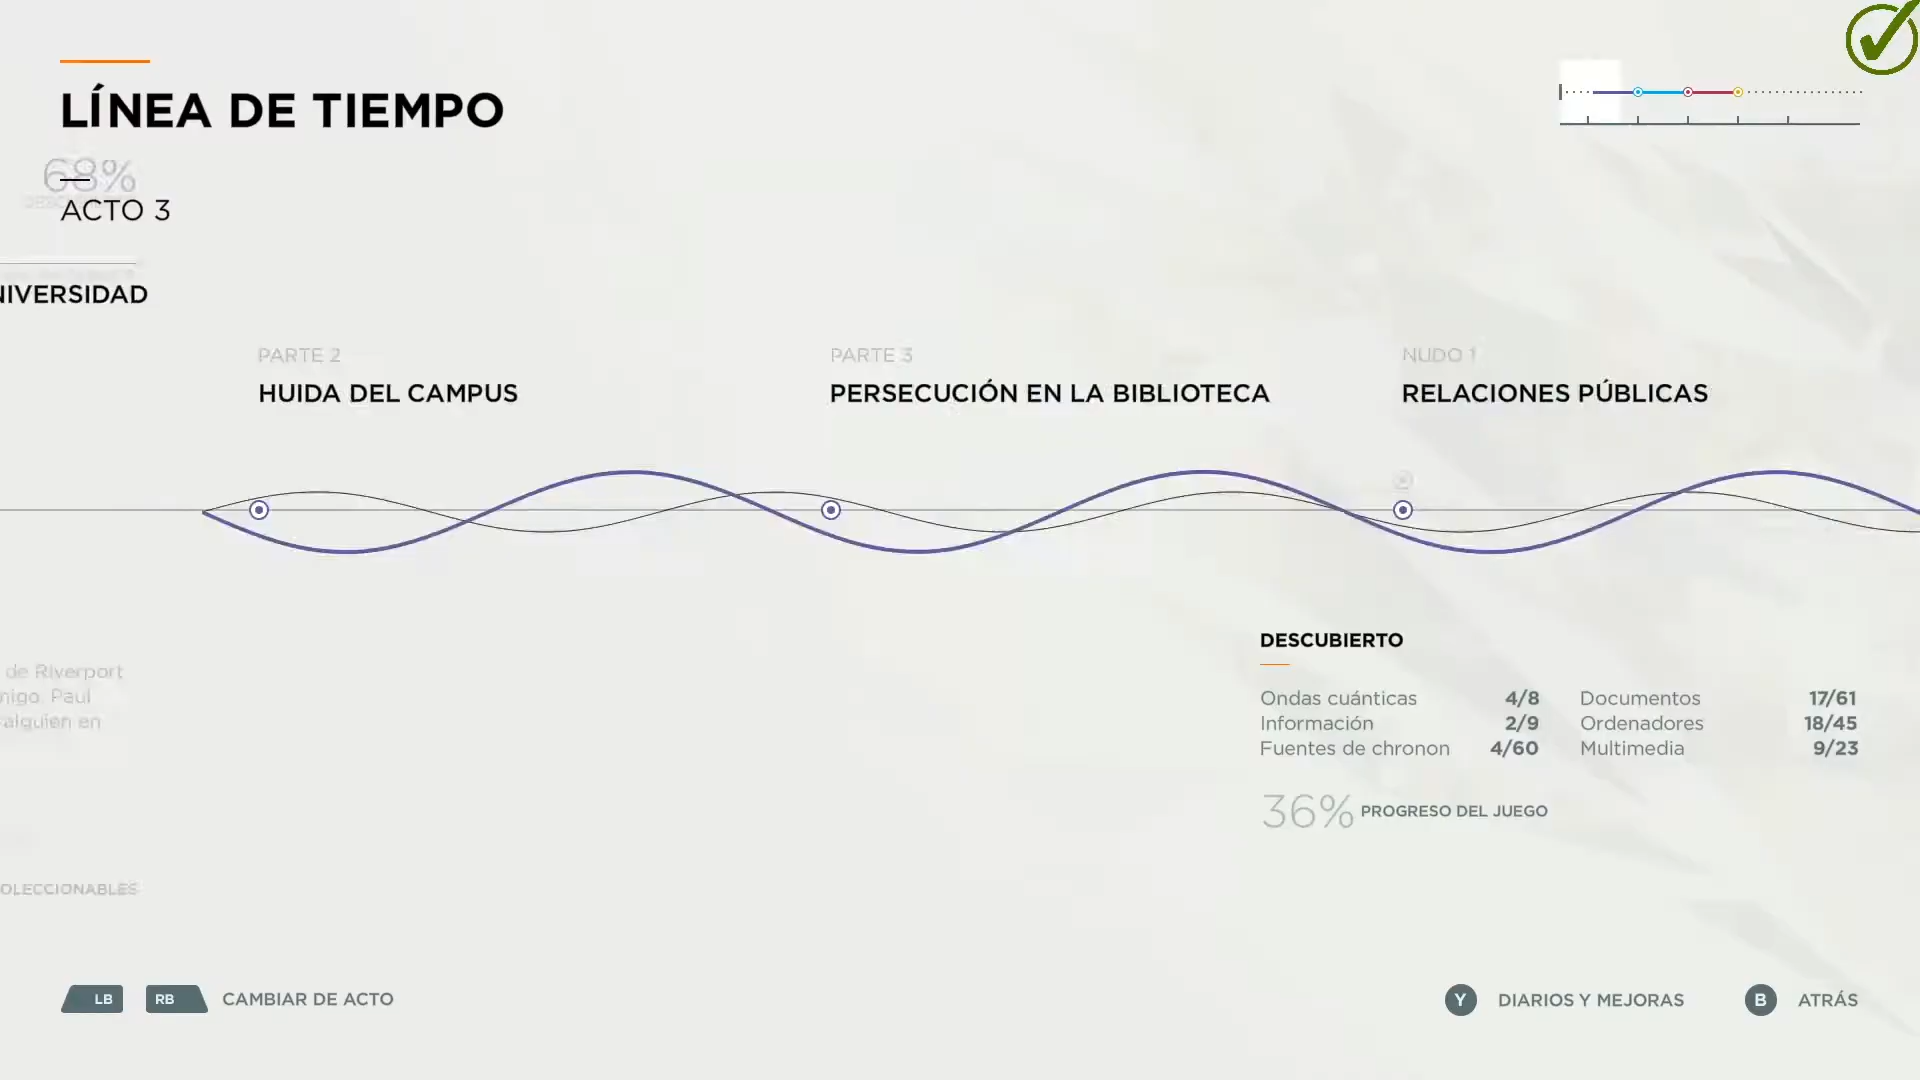 LÍNEA DE TIEMPO
68%
ACTO 3
NIVERSIDAD
PARTE 2
HUIDA DEL CAMPUS
PARTE 3
PERSECUCIÓN EN LA BIBLIOTECA
NUDO 1
RELACIONES PÚBLICAS
de Riverport
migo, Paul
alguien en
OLECCIONABLES
DESCUBIERTO
Ondas cuánticas 4/8
Información 2/9
Fuentes de chronon 4/60
Documentos 17/61
Ordenadores 18/45
Multimedia 9/23
36% PROGRESO DEL JUEGO
LB RB CAMBIAR DE ACTO
Y DIARIOS Y MEJORAS
B ATRÁS